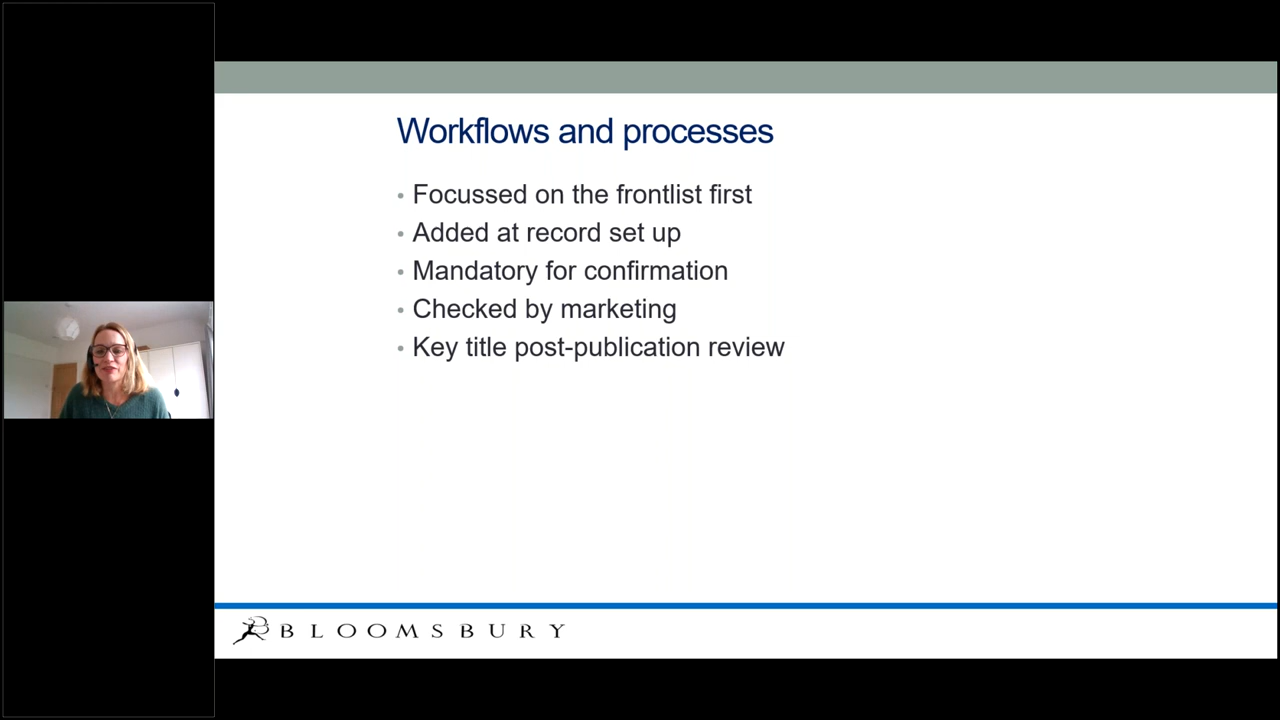 Workflows and processes
• Focussed on the frontlist first
• Added at record set up
• Mandatory for confirmation
• Checked by marketing
• Key title post-publication review
BLOOMSBURY